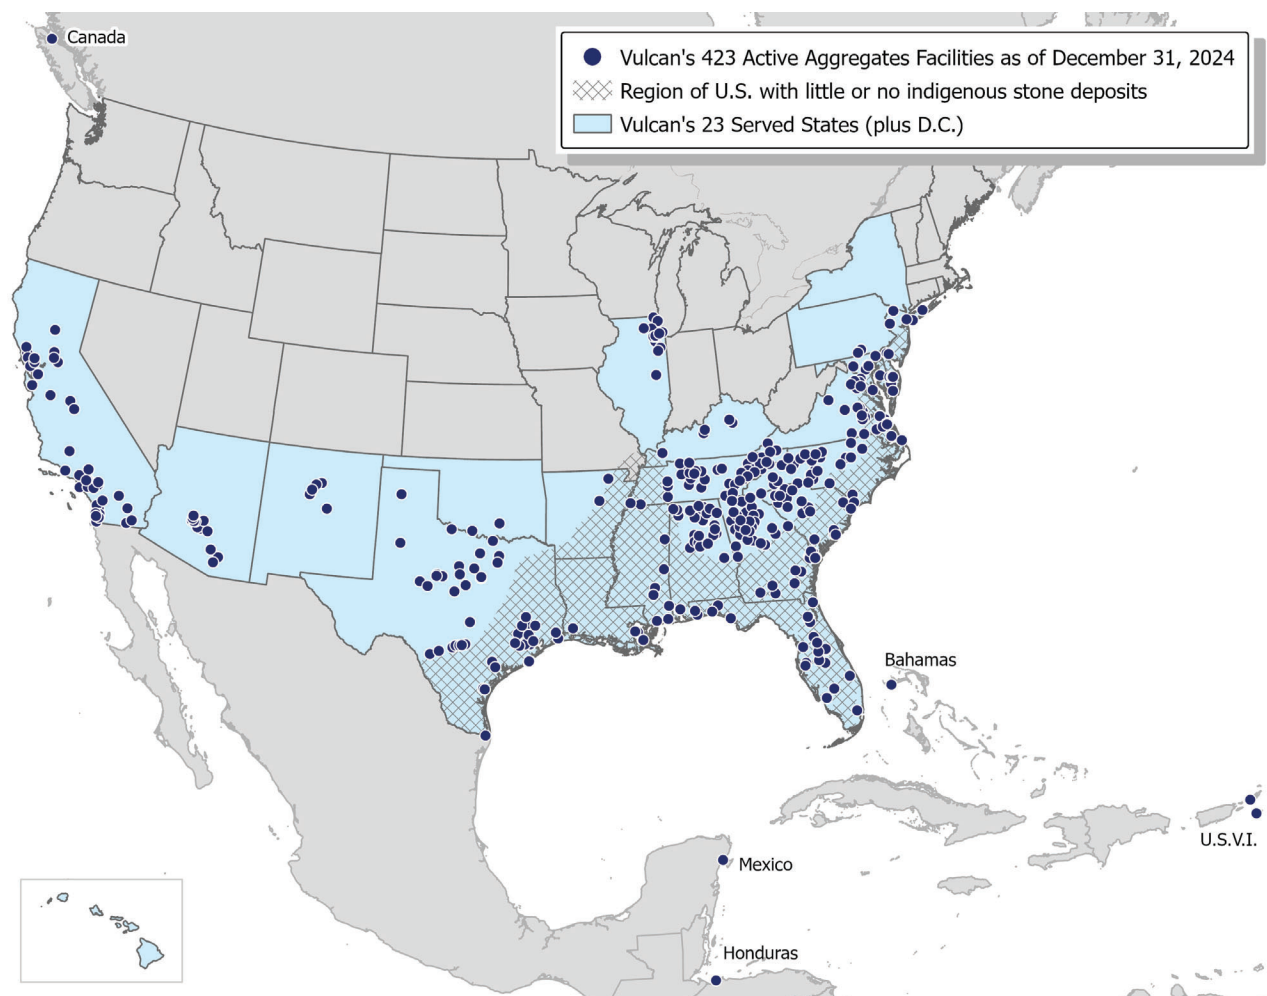 Canada
Vulcan's 423 Active Aggregates Facilities as of December 31, 2024
Region of U.S. with little or no indigenous stone deposits
Vulcan's 23 Served States (plus D.C.)
Bahamas
U.S.V.I.
Mexico
Honduras